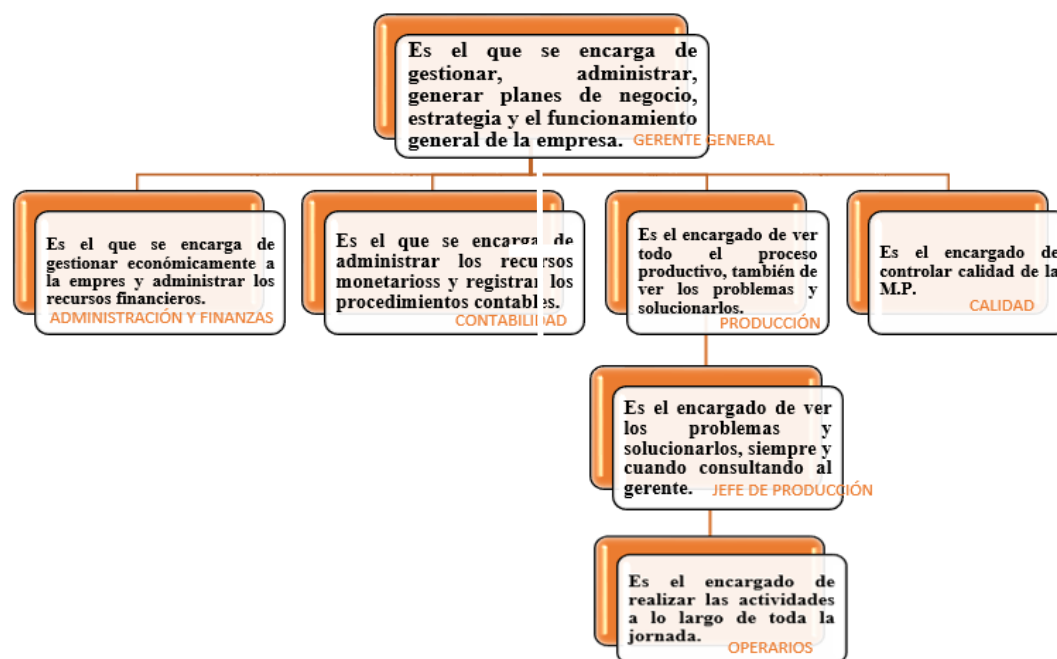 Es el que se encarga de
gestionar, administrar,
generar planes de negocio,
estrategia y el funcionamiento
general de la empresa.
GERENTE GENERAL
Es el que se encarga de
gestionar económicamente a
la empres y administrar los
recursos financieros.
ADMINISTRACIÓN Y FINANZAS
Es el que se encarga de
administrar los recursos
monetarioss y registrar los
procedimientos contables.
CONTABILIDAD
Es el encargado de ver
todo el proceso
productivo, también de
ver los problemas y
solucionarlos.
PRODUCCIÓN
Es el encargado de
controlar calidad de la
M.P.
CALIDAD
Es el encargado de ver
los problemas y
solucionarlos, siempre y
cuando consultando al
gerente.
JEFE DE PRODUCCIÓN
Es el encargado de
realizar las actividades
a lo largo de toda la
jornada.
OPERARIOS